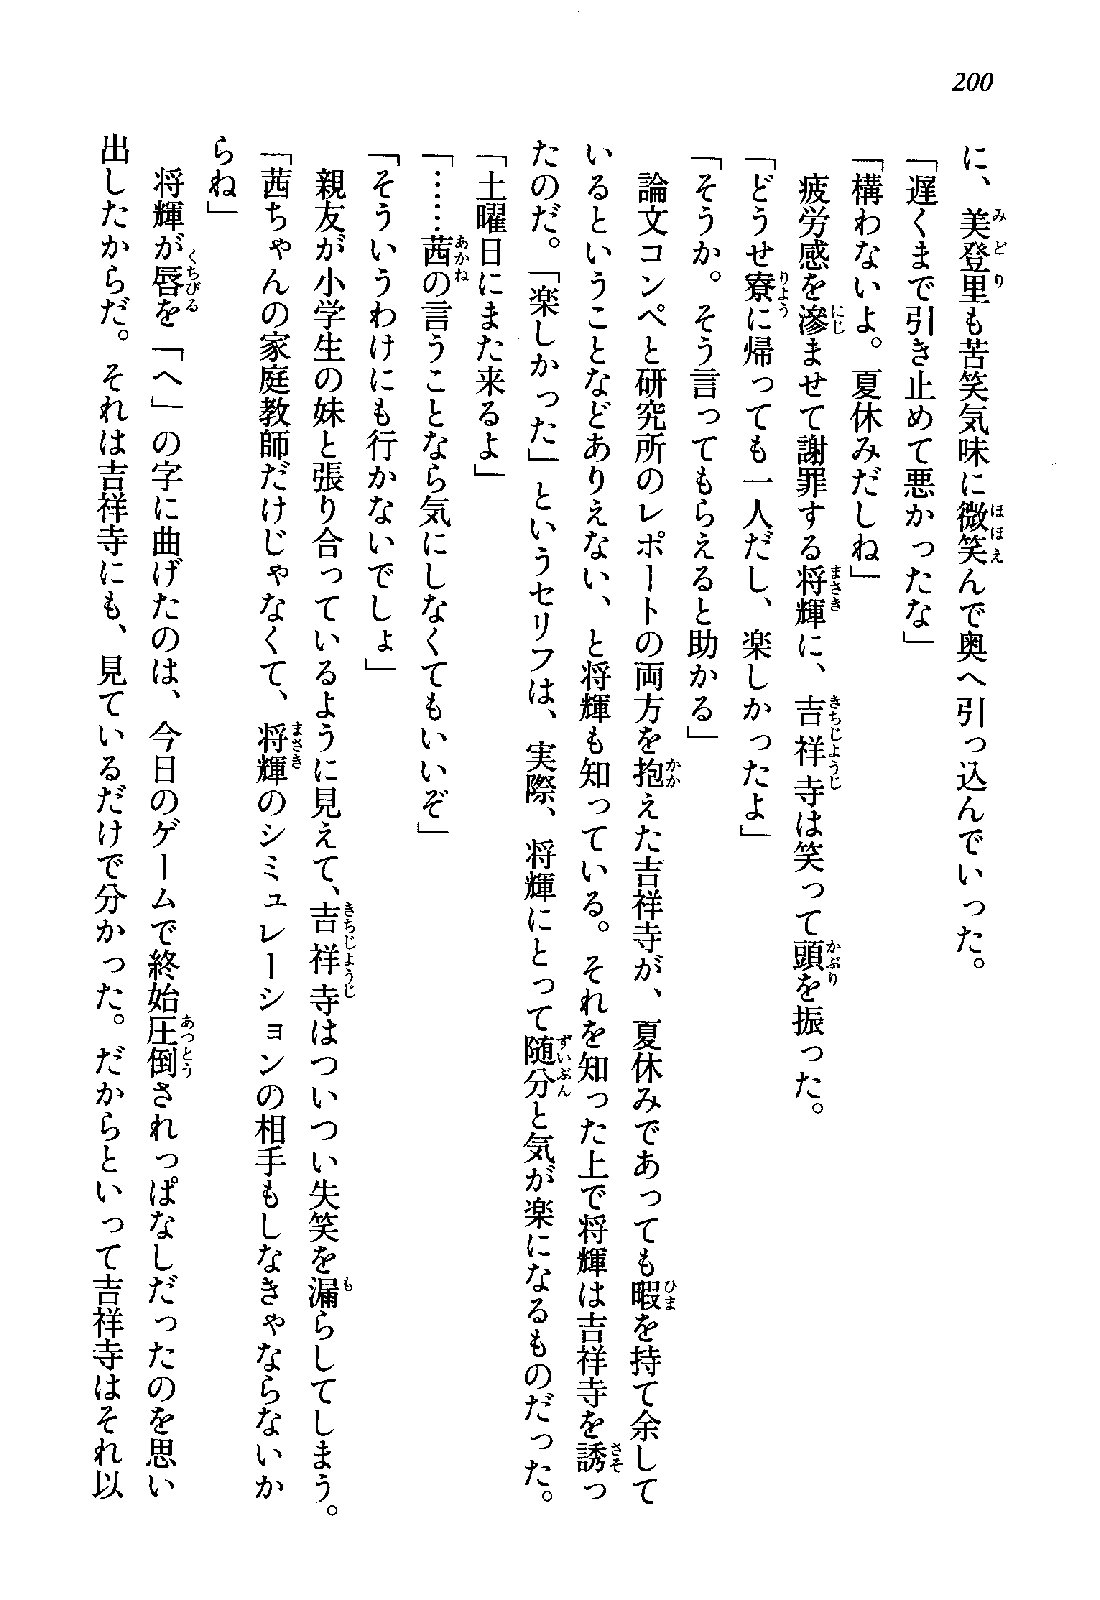 200
に、美登里も苦笑気味に微笑んで奥へ引っ込んでいった。
「遅くまで引き止めて悪かったな」
「構わないよ。夏休みだしね」
疲労感を滲ませて謝罪する将輝に、吉祥寺は笑って頭を振った。
「どうせ寮に帰っても一人だし、楽しかったよ」
「そうか。そう言ってもらえると助かる」
論文コンペと研究所のレポートの両方を抱えた吉祥寺が、夏休みであっても暇を持て余して
いるということなどありえない、と将輝も知っている。それを知った上で将輝は吉祥寺を誘っ
たのだ。「楽しかった」というセリフは、実際、将輝にとって随分と気が楽になるものだった。
「土曜日にまた来るよ」
「……茜の言うことなら気にしなくてもいいぞ」
「そういうわけにも行かないでしょ」
親友が小学生の妹と張り合っているように見えて、吉祥寺はついつい失笑を漏らしてしまう。
「茜ちゃんの家庭教師だけじゃなくて、将輝のシミュレーションの相手もしなきゃならないか
らね」
将輝が唇を「へ」の字に曲げたのは、今日のゲームで終始圧倒されっぱなしだったのを思い
出したからだ。それは吉祥寺にも、見ているだけで分かった。だからといって吉祥寺はそれ以